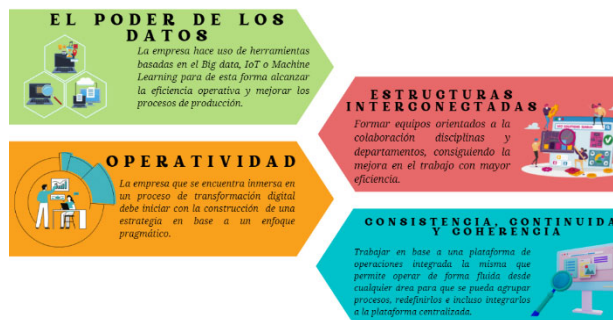 EL PODER DE LOS
DATOS
La empresa hace uso de herramientas
basadas en el Big data, IoT o Machine
Learning para de esta forma alcanzar
la eficiencia operativa y mejorar los
procesos de producción.
ESTRUCTURAS
INTERCONECTADAS
Formar equipos orientados a la
colaboración disciplinas y
departamentos, consiguiendo la
mejora en el trabajo con mayor
eficiencia.
OPERATIVIDAD
La empresa que se encuentra inmersa en
un proceso de transformación digital
debe iniciar con la construcción de una
estrategia en base a un enfoque
pragmático.
CONSISTENCIA, CONTINUIDA
Y COHERENCIA
Trabajar en base a una plataforma de
operaciones integrada la misma que
permite operar de forma fluida desde
cualquier área para que se pueda agrupar
procesos, redefinirlos e incluso integrarlos
a la plataforma centralizada.